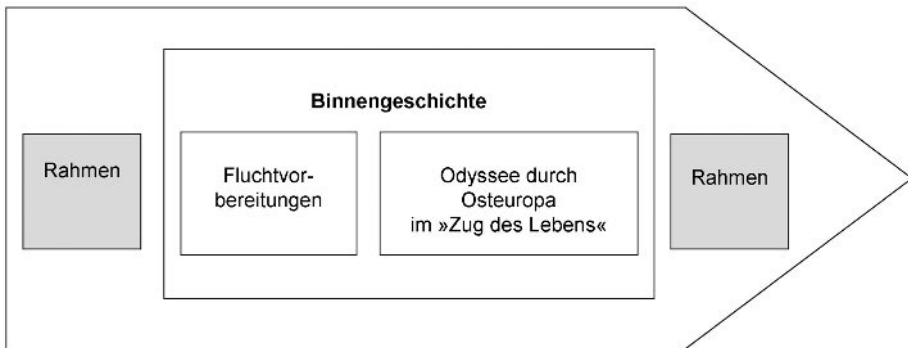 Binnengeschichte
Rahmen
Fluchtvor-
bereitungen
Odyssee durch
Osteuropa
im »Zug des Lebens«
Rahmen